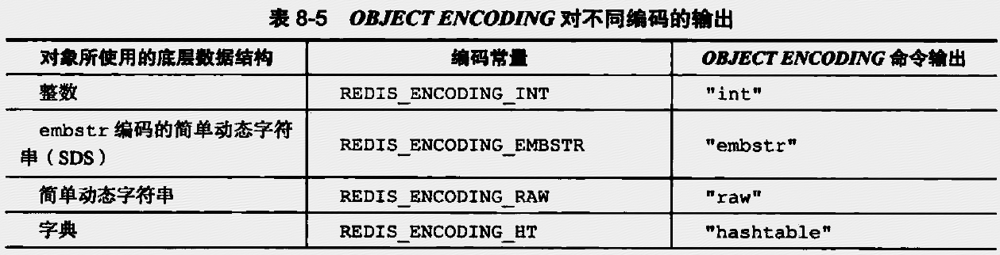 表 8-5 OBJECT ENCODING 对不同编码的输出
对象所使用的底层数据结构 编码常量 OBJECT ENCODING 命令输出
整数 REDIS_ENCODING_INT "int"
embstr 编码的简单动态字符
串（SDS） REDIS_ENCODING_EMBSTR "embstr"
简单动态字符串 REDIS_ENCODING_RAW "raw"
字典 REDIS_ENCODING_HT "hashtable"